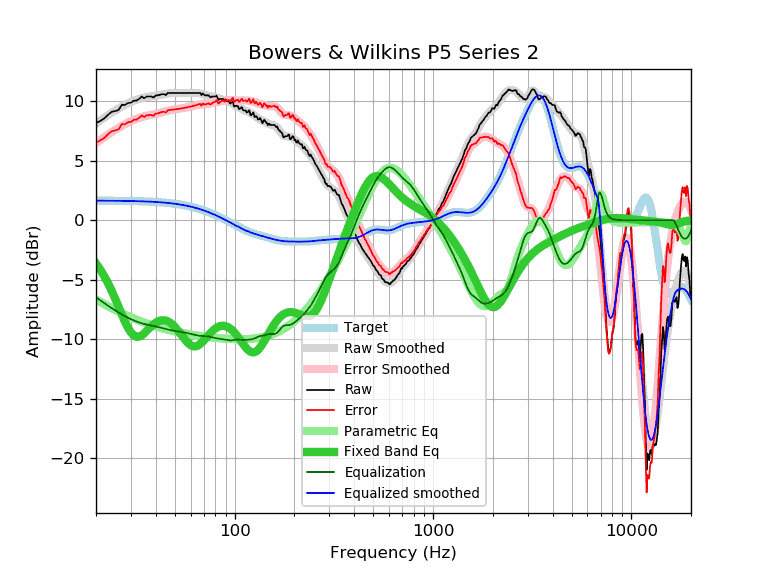 Bowers & Wilkins P5 Series 2
10
5
0
−5
−10
−15
−20
Amplitude (dBr)
Target
Raw Smoothed
Error Smoothed
Raw
Error
Parametric Eq
Fixed Band Eq
Equalization
Equalized smoothed
100
1000
10000
Frequency (Hz)